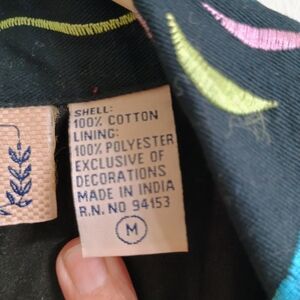 SHELL:
100% COTTON
LINING:
100% POLYESTER
EXCLUSIVE OF
DECORATIONS
MADE IN INDIA
R.N. NO 94153
M